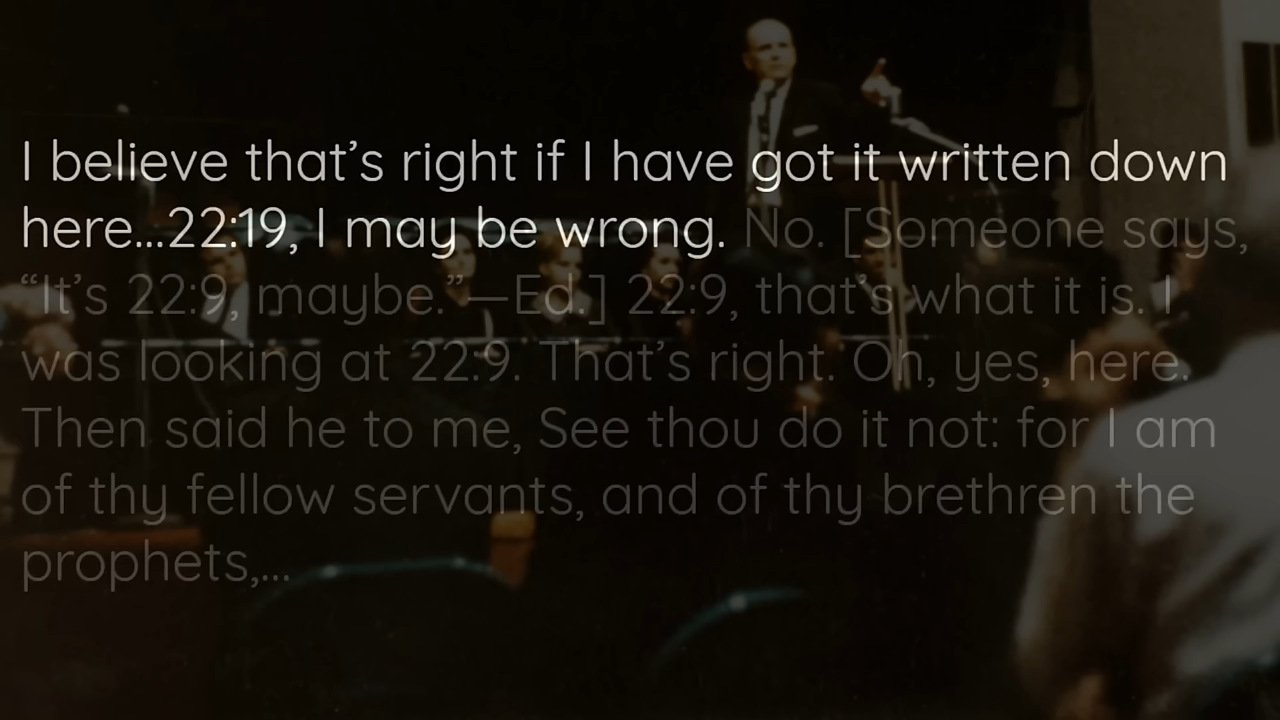 I believe that’s right if I have got it written down
here...22:19, I may be wrong. No. [Someone says,
“It’s 22:9, maybe.”—Ed.] 22:9, that’s what it is. I
was looking at 22:9. That’s right. Oh, yes, here.
Then said he to me, See thou do it not: for I am
of thy fellow servants, and of thy brethren the
prophets,...